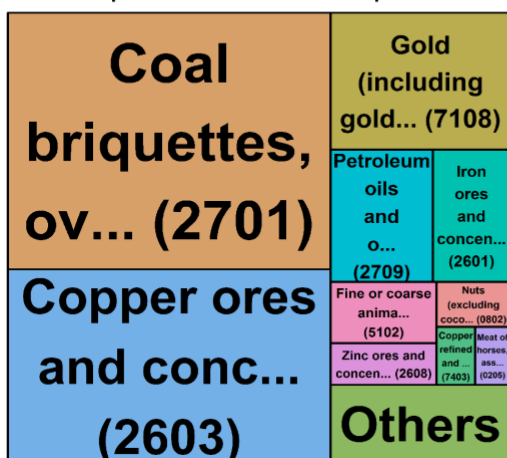 Coal
briquettes,
ov... (2701)
Copper ores
and conc...
(2603)
Gold
(including
gold... (7108)
Petroleum
oils
and
o...
(2709)
Iron
ores
and
concen...
(2601)
Fine or coarse
anima...
(5102)
Zinc ores and
concen... (2608)
Nuts
(excluding
coco... (0802)
Copper
refined
and ...
(7403)
Meat of
horses,
ass...
(0205)
Others